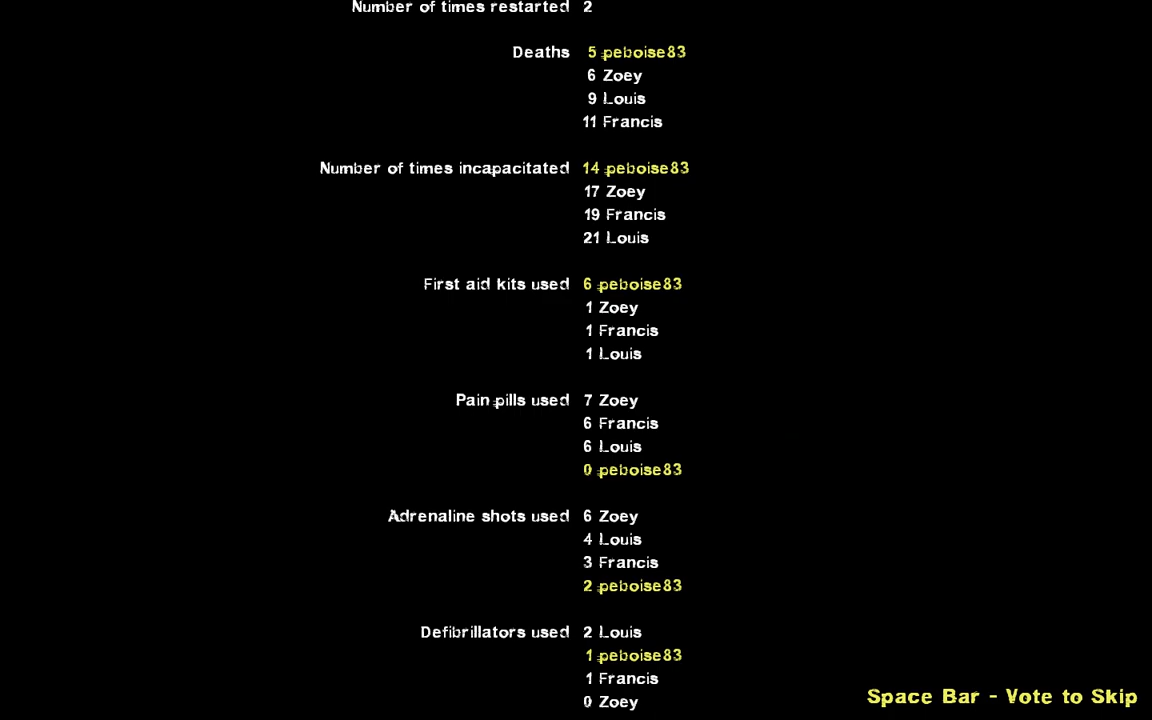 Number of times restarted 2
Deaths 5 peboise83
6 Zoey
9 Louis
11 Francis
Number of times incapacitated 14 peboise83
17 Zoey
19 Francis
21 Louis
First aid kits used 6 peboise83
1 Zoey
1 Francis
1 Louis
Pain pills used 7 Zoey
6 Francis
6 Louis
0 peboise83
Adrenaline shots used 6 Zoey
4 Louis
3 Francis
2 peboise83
Defibrillators used 2 Louis
1 peboise83
1 Francis
0 Zoey
Space Bar - Vote to Skip